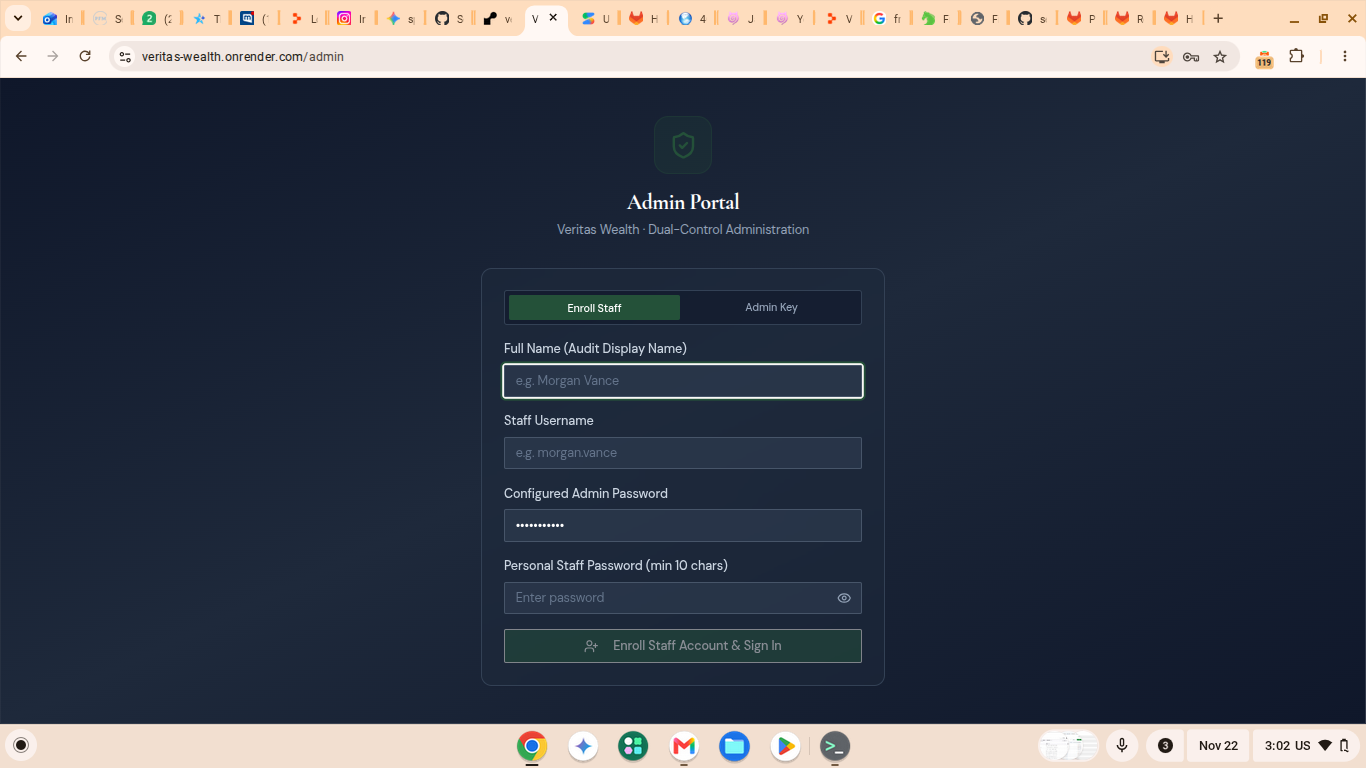 veritas-wealth.onrender.com/admin
119
Admin Portal
Veritas Wealth · Dual-Control Administration
Enroll Staff
Admin Key
Full Name (Audit Display Name)
e.g. Morgan Vance
Staff Username
e.g. morgan.vance
Configured Admin Password
•••••••••••
Personal Staff Password (min 10 chars)
Enter password
Enroll Staff Account & Sign In
3
Nov 22
3:02 US